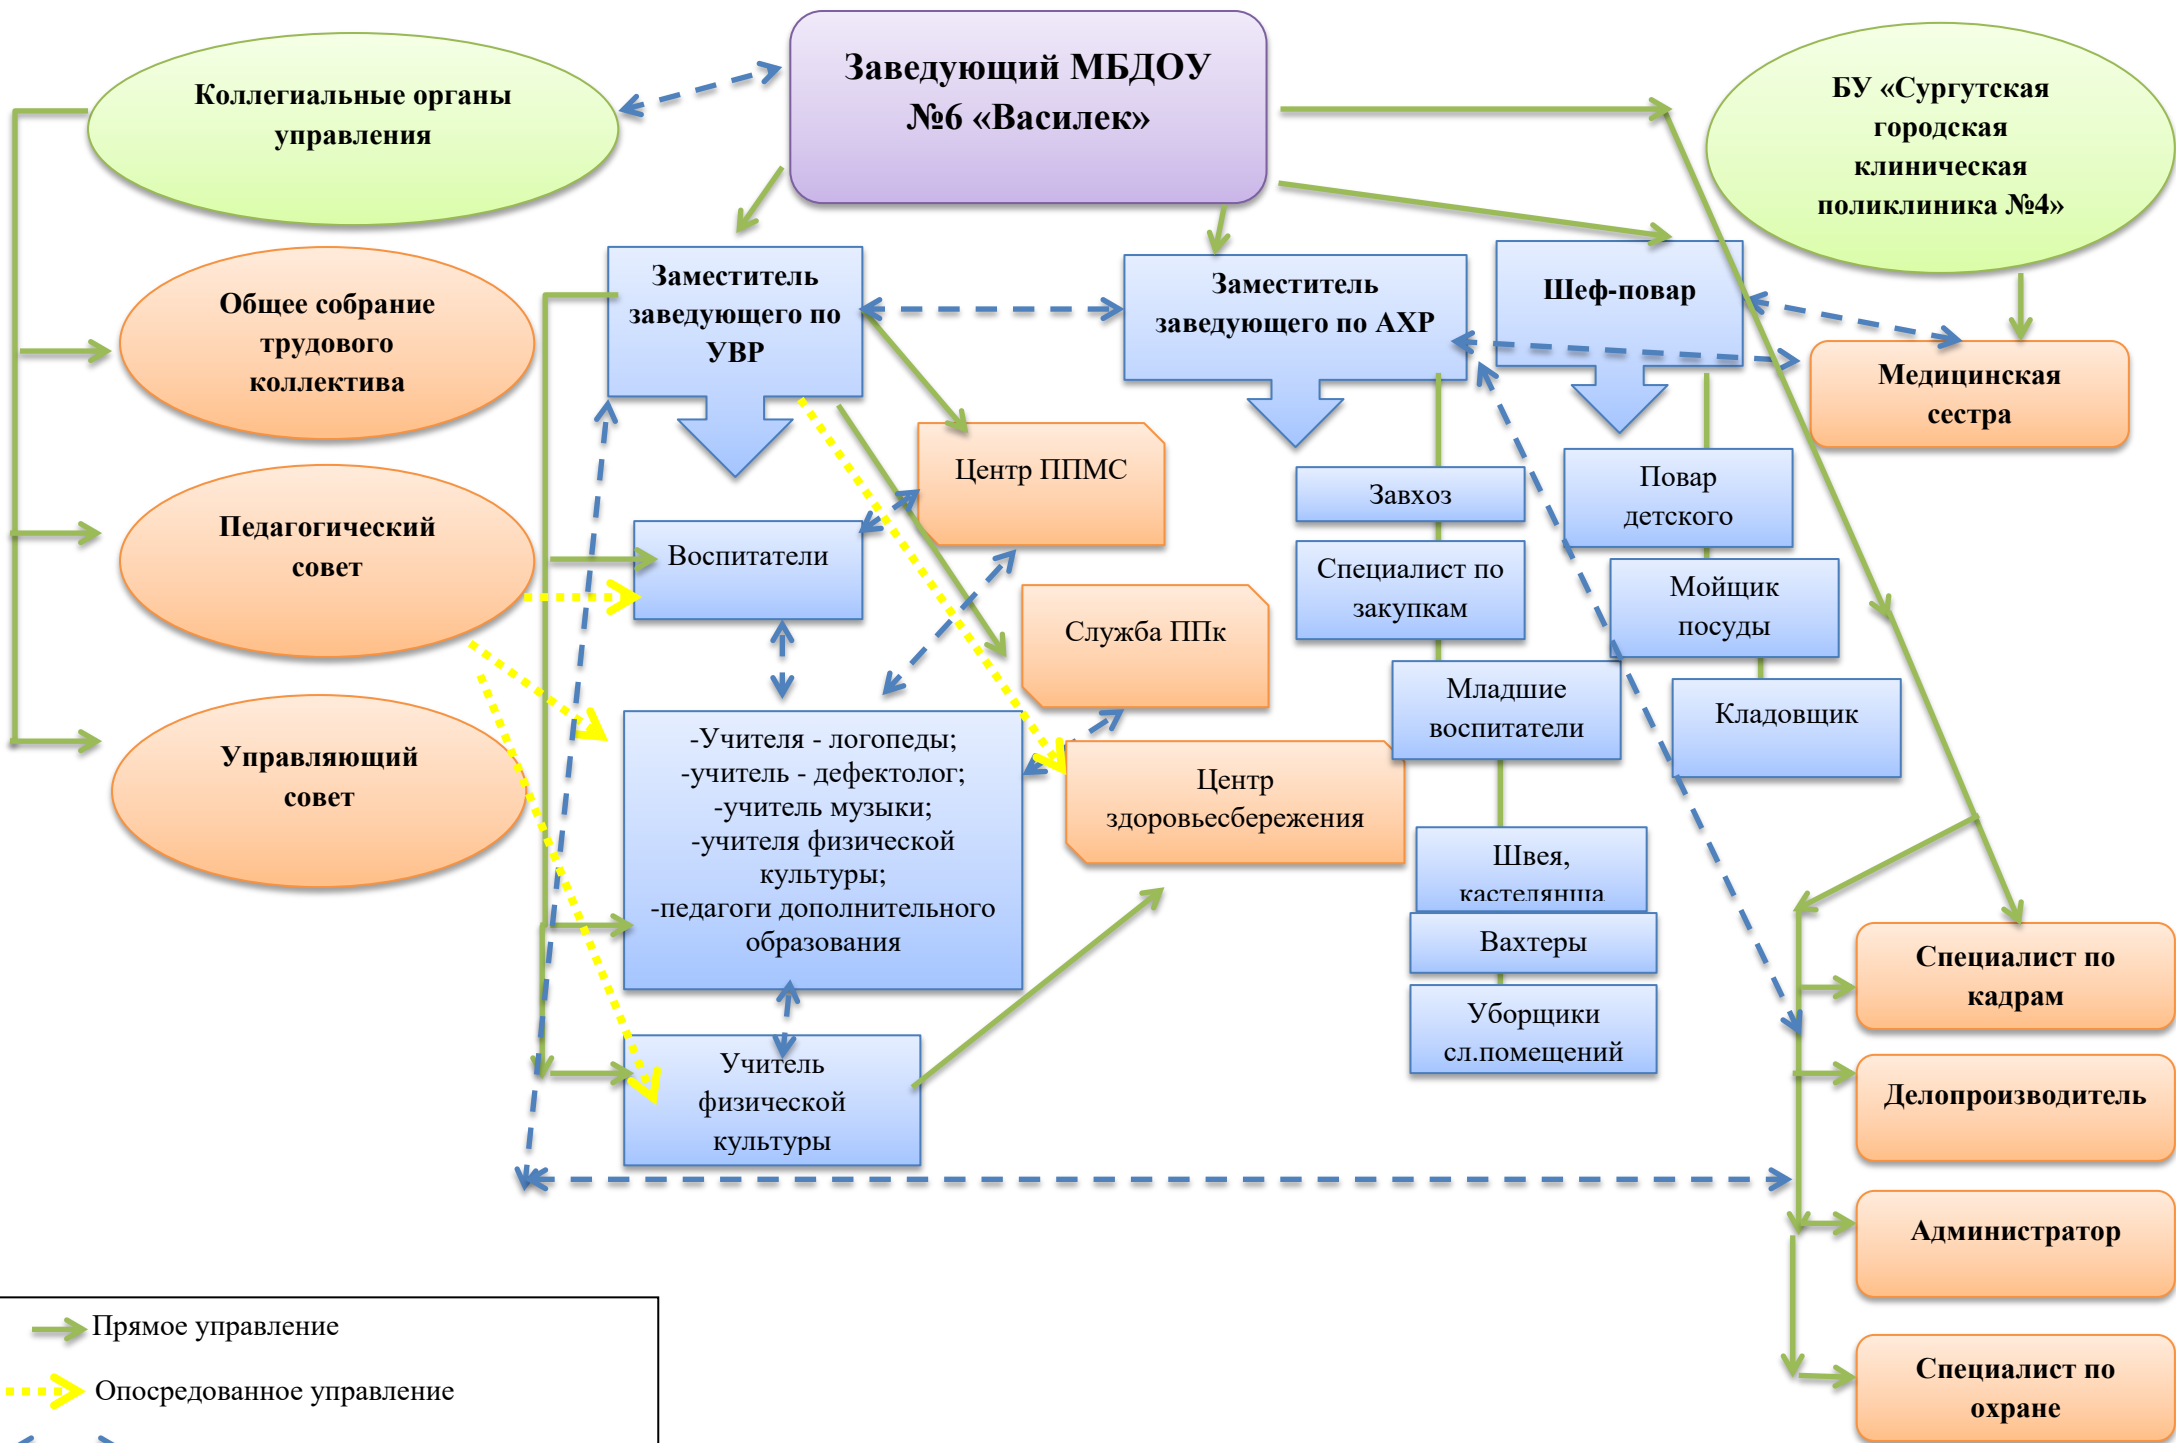 Заведующий МБДОУ
№6 «Василек»
Коллегиальные органы
управления
БУ «Сургутская
городская
клиническая
поликлиника №4»
Общее собрание
трудового
коллектива
Педагогический
совет
Управляющий
совет
Заместитель
заведующего по
УВР
Заместитель
заведующего по АХР
Шеф-повар
Медицинская
сестра
Центр ППМС
Воспитатели
Служба ППк
-Учителя - логопеды;
-учитель - дефектолог;
-учитель музыки;
-учителя физической
культуры;
-педагоги дополнительного
образования
Центр
здоровьесбережения
Учитель
физической
культуры
Завхоз
Специалист по
закупкам
Младшие
воспитатели
Швея,
кастелянша
Вахтеры
Уборщики
сл.помещений
Повар
детского
Мойщик
посуды
Кладовщик
Специалист по
кадрам
Делопроизводитель
Администратор
Специалист по
охране
Прямое управление
Опосредованное управление